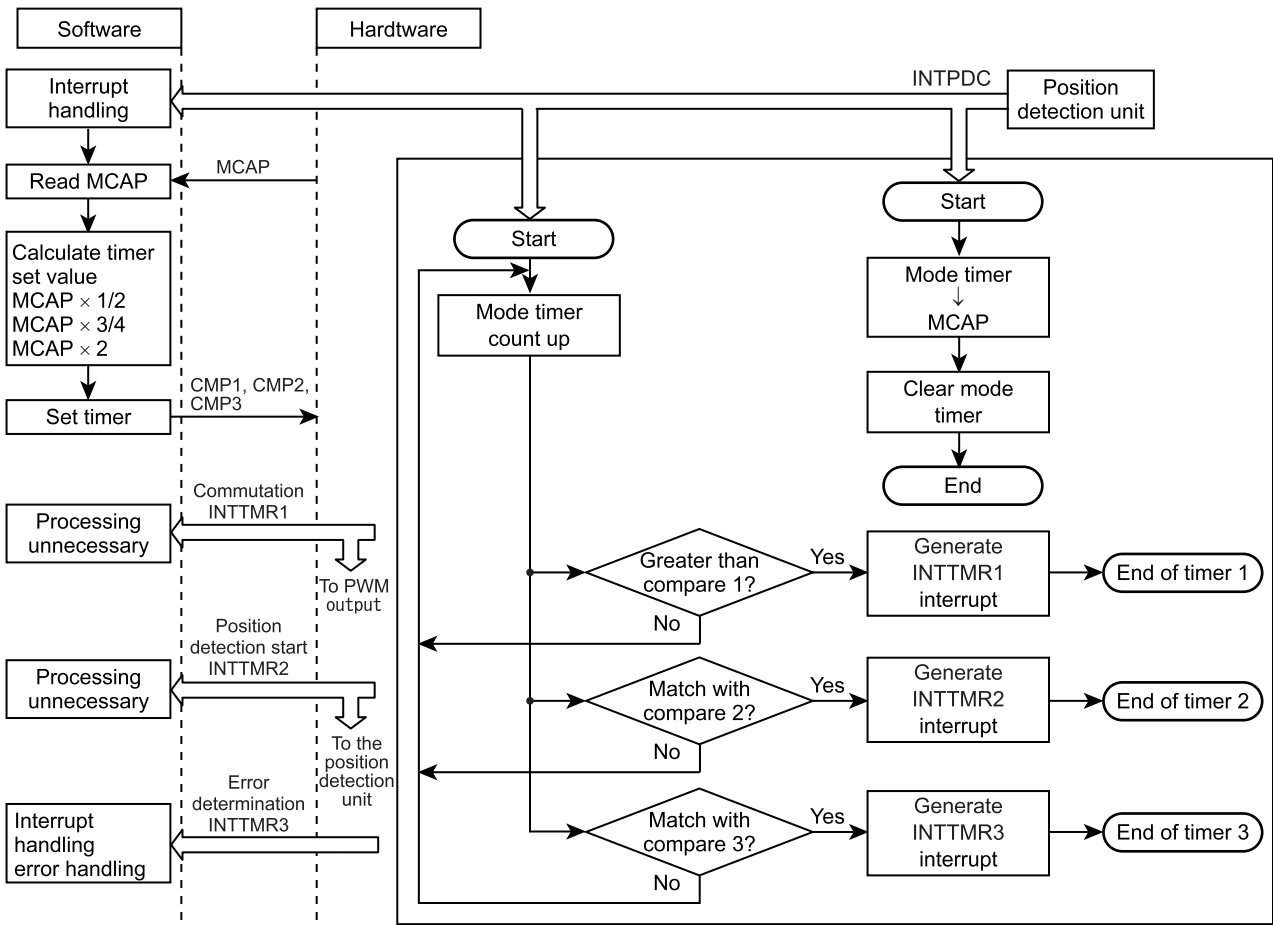 Software
Hardtware
Interrupt
handling
INTPDC
Position
detection unit
Read MCAP
MCAP
Calculate timer
set value
MCAP × 1/2
MCAP × 3/4
MCAP × 2
Set timer
CMP1, CMP2,
CMP3
Start
Mode timer
count up
Start
Mode timer
↓
MCAP
Clear mode
timer
End
Processing
unnecessary
Commutation
INTTMR1
To PWM
output
Greater than
compare 1?
Yes
No
Generate
INTTMR1
interrupt
End of timer 1
Processing
unnecessary
Position
detection start
INTTMR2
To the
position
detection
unit
Match with
compare 2?
Yes
No
Generate
INTTMR2
interrupt
End of timer 2
Interrupt
handling
error handling
Error
determination
INTTMR3
Match with
compare 3?
Yes
No
Generate
INTTMR3
interrupt
End of timer 3